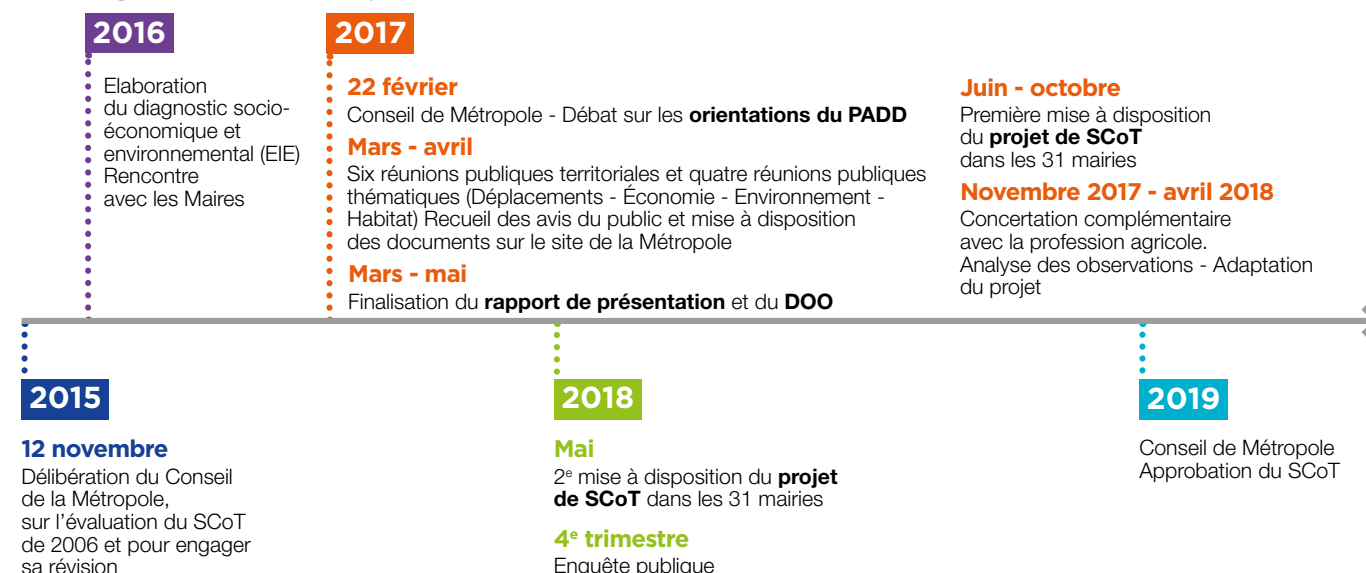 2016
Elaboration
du diagnostic socio-
économique et
environnemental (EIE)
Rencontre
avec les Maires
2017
22 février
Conseil de Métropole - Débat sur les orientations du PADD
Mars - avril
Six réunions publiques territoriales et quatre réunions publiques
thématiques (Déplacements - Économie - Environnement -
Habitat) Recueil des avis du public et mise à disposition
des documents sur le site de la Métropole
Mars - mai
Finalisation du rapport de présentation et du DOO
Juin - octobre
Première mise à disposition
du projet de SCoT
dans les 31 mairies
Novembre 2017 - avril 2018
Concertation complémentaire
avec la profession agricole.
Analyse des observations - Adaptation
du projet
2015
12 novembre
Délibération du Conseil
de la Métropole,
sur l’évaluation du SCoT
de 2006 et pour engager
sa révision
2018
Mai
2e mise à disposition du projet
de SCoT dans les 31 mairies
4e trimestre
Enquête publique
2019
Conseil de Métropole
Approbation du SCoT